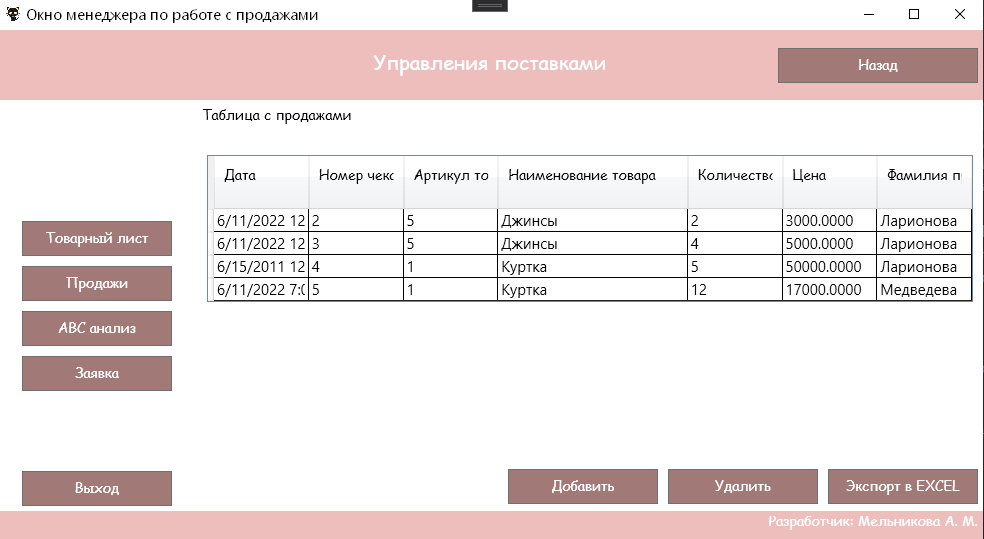 Окно менеджера по работе с продажами
Управления поставками
Назад
Таблица с продажами
Дата Номер чека Артикул то Наименование товара Количество Цена Фамилия п
6/11/2022 12 2 5 Джинсы 2 3000.0000 Ларионова
6/11/2022 12 3 5 Джинсы 4 5000.0000 Ларионова
6/15/2011 12 4 1 Куртка 5 50000.0000 Ларионова
6/11/2022 7:0 5 1 Куртка 12 17000.0000 Медведева
Товарный лист
Продажи
ABC анализ
Заявка
Выход
Добавить Удалить Экспорт в EXCEL
Разработчик: Мельникова А. М.